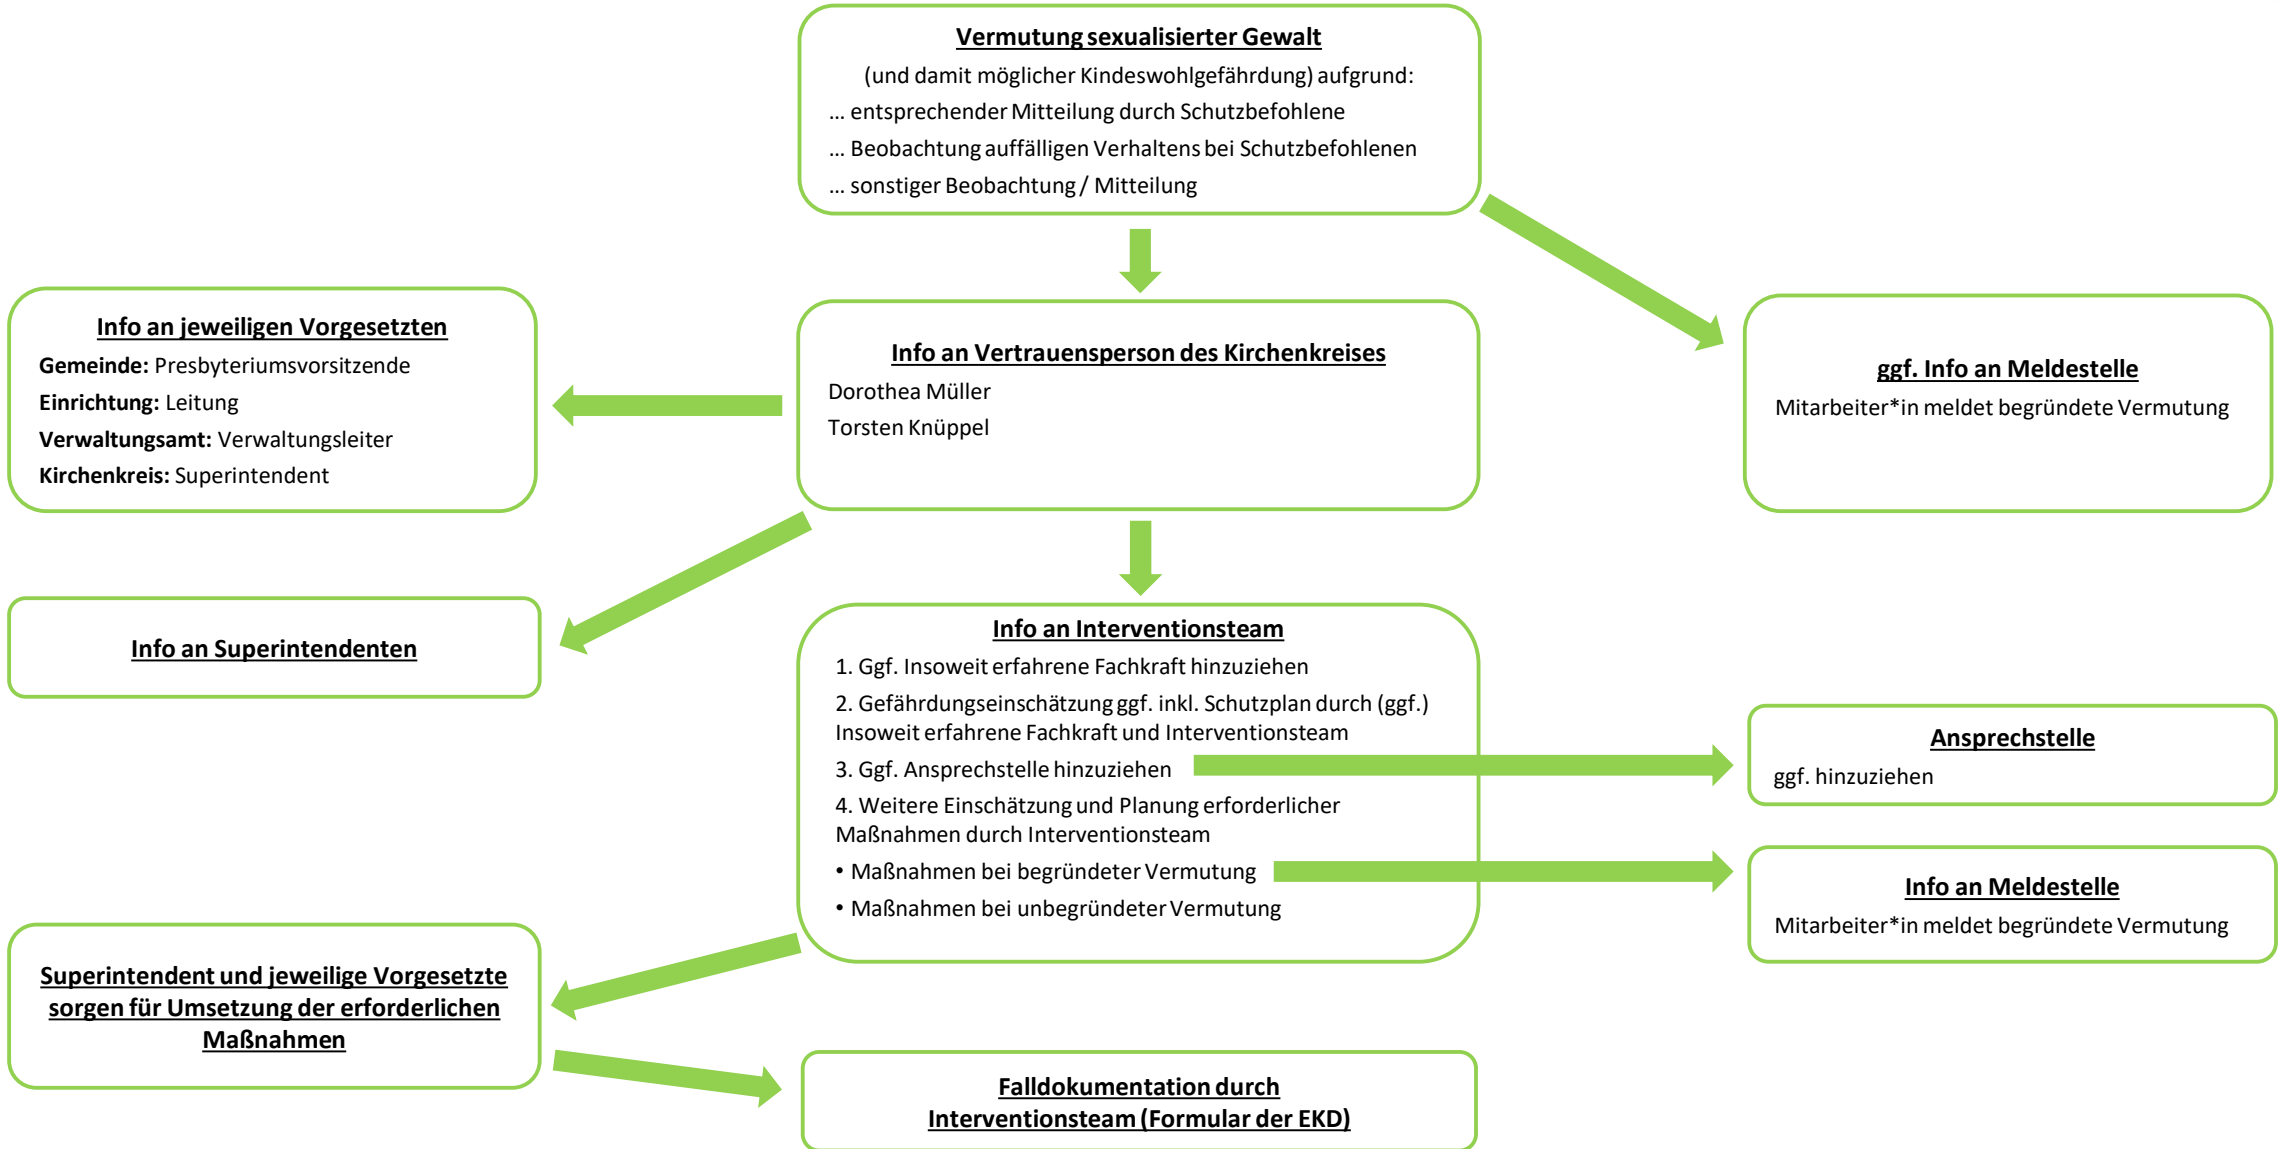 Vermutung sexualisierter Gewalt
(und damit möglicher Kindeswohlgefährdung) aufgrund:
... entsprechender Mitteilung durch Schutzbefohlene
... Beobachtung auffälligen Verhaltens bei Schutzbefohlenen
... sonstiger Beobachtung / Mitteilung
Info an jeweiligen Vorgesetzten
Gemeinde: Presbyteriumsvorsitzende
Einrichtung: Leitung
Verwaltungsamt: Verwaltungsleiter
Kirchenkreis: Superintendent
Info an Vertrauensperson des Kirchenkreises
Dorothea Müller
Torsten Knüppel
ggf. Info an Meldestelle
Mitarbeiter*in meldet begründete Vermutung
Info an Superintendenten
Info an Interventionsteam
1. Ggf. Insoweit erfahrene Fachkraft hinzuziehen
2. Gefährdungseinschätzung ggf. inkl. Schutzplan durch (ggf.)
Insoweit erfahrene Fachkraft und Interventionsteam
3. Ggf. Ansprechstelle hinzuziehen
4. Weitere Einschätzung und Planung erforderlicher
Maßnahmen durch Interventionsteam
• Maßnahmen bei begründeter Vermutung
• Maßnahmen bei unbegründeter Vermutung
Ansprechstelle
ggf. hinzuziehen
Info an Meldestelle
Mitarbeiter*in meldet begründete Vermutung
Superintendent und jeweilige Vorgesetzte
sorgen für Umsetzung der erforderlichen
Maßnahmen
Falldokumentation durch
Interventionsteam (Formular der EKD)